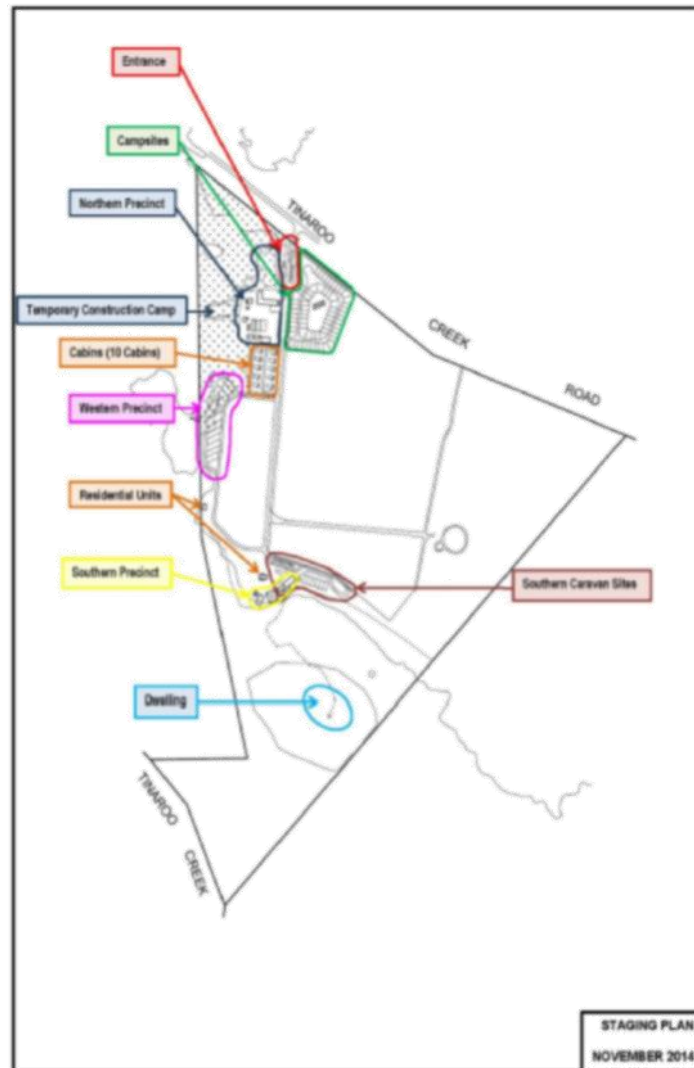 Entrance
Campsites
TINAROO
Northern Precinct
Temporary Construction Camp
CREEK
Cabins (10 Cabins)
ROAD
Western Precinct
Residential Units
Southern Precinct
Southern Caravan Sites
Dwelling
TINAROO
CREEK
STAGING PLAN
NOVEMBER 2014